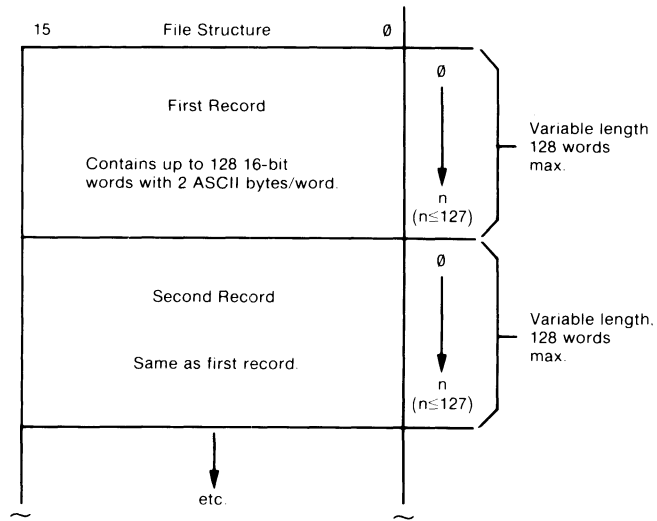 15 File Structure Ø
First Record
Contains up to 128 16-bit
words with 2 ASCII bytes/word.
Ø
n
(n≤127)
Variable length
128 words
max.
Second Record
Same as first record.
Ø
n
(n≤127)
Variable length,
128 words
max.
etc.